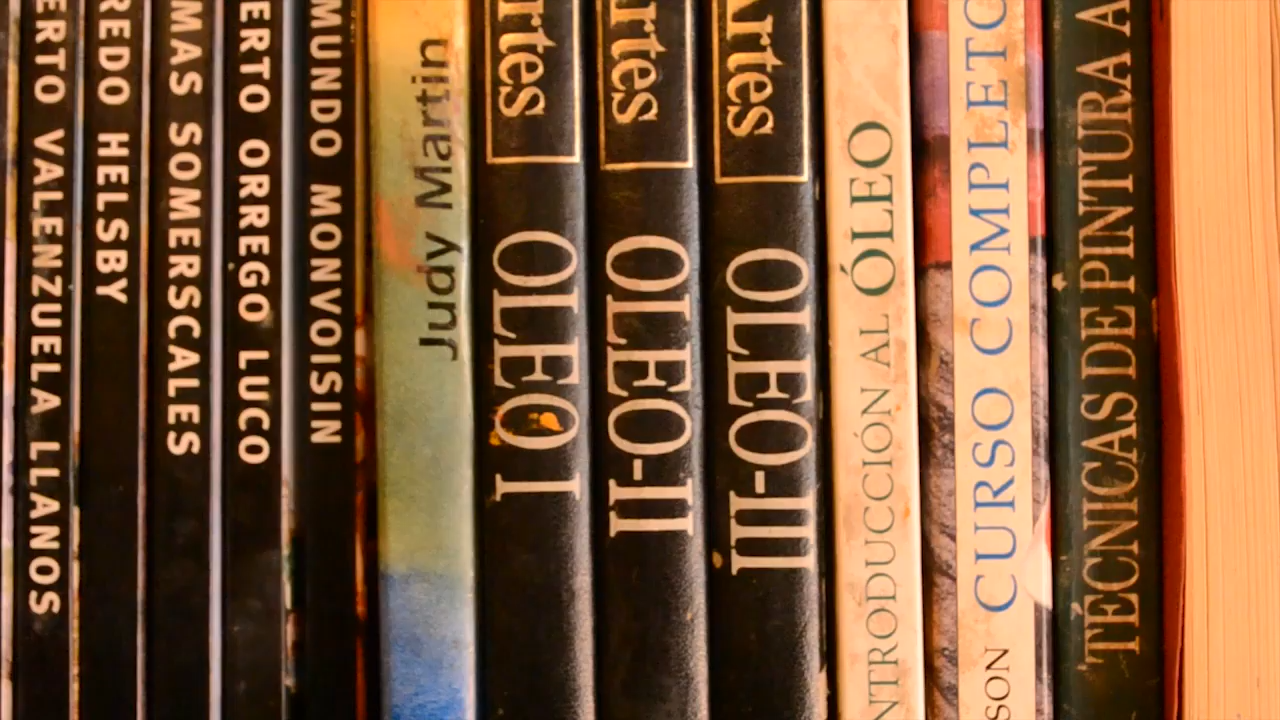 ERTO VALENZUELA LLANOS
REDO HELSBY
MAS SOMERSCALES
ERTO ORREGO LUCO
MUNDO MONVOISIN
Judy Martin
rtes
OLEO I
rtes
OLEO-II
Artes
OLEO-III
NTRODUCCIÓN AL ÓLEO
SON CURSO COMPLETO
TÉCNICAS DE PINTURA A